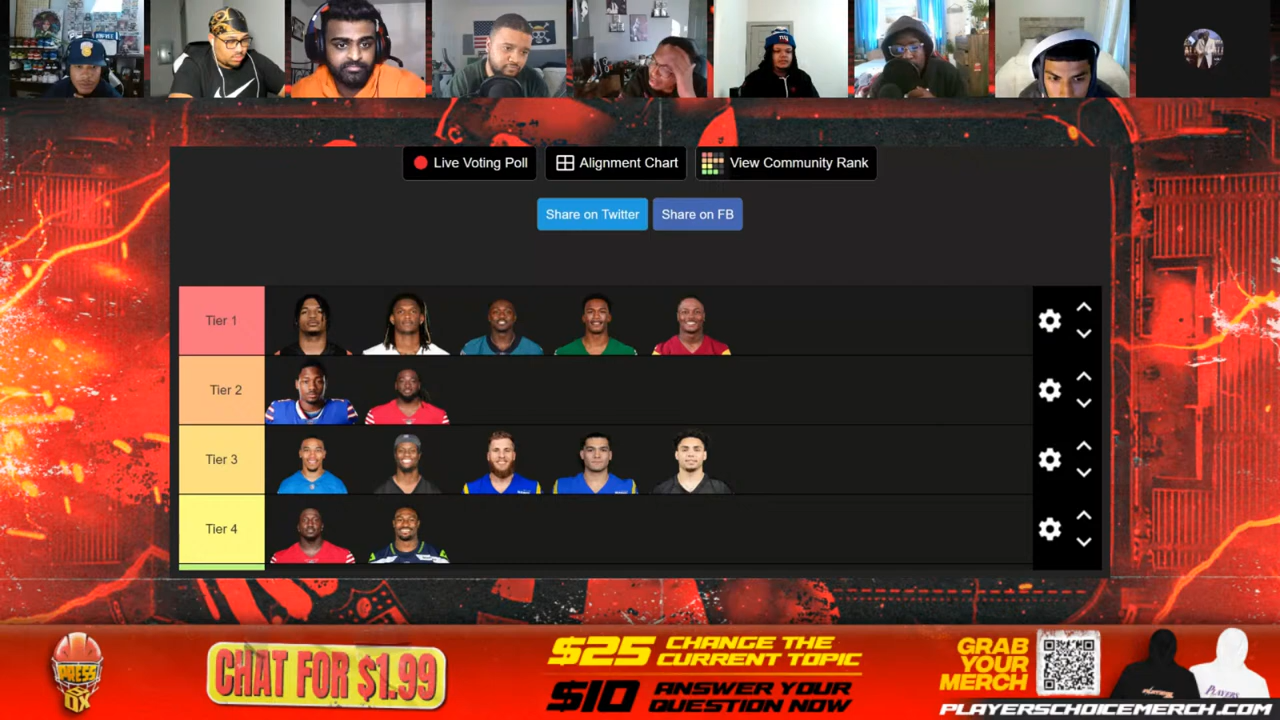 Live Voting Poll
Alignment Chart
View Community Rank
Share on Twitter
Share on FB
Tier 1
Tier 2
Tier 3
Tier 4
PRESS
BOX
CHAT FOR $1.99
$25 CHANGE THE
CURRENT TOPIC
$10 ANSWER YOUR
QUESTION NOW
GRAB
YOUR
MERCH
PLAYERSCHOICEMERCH.COM